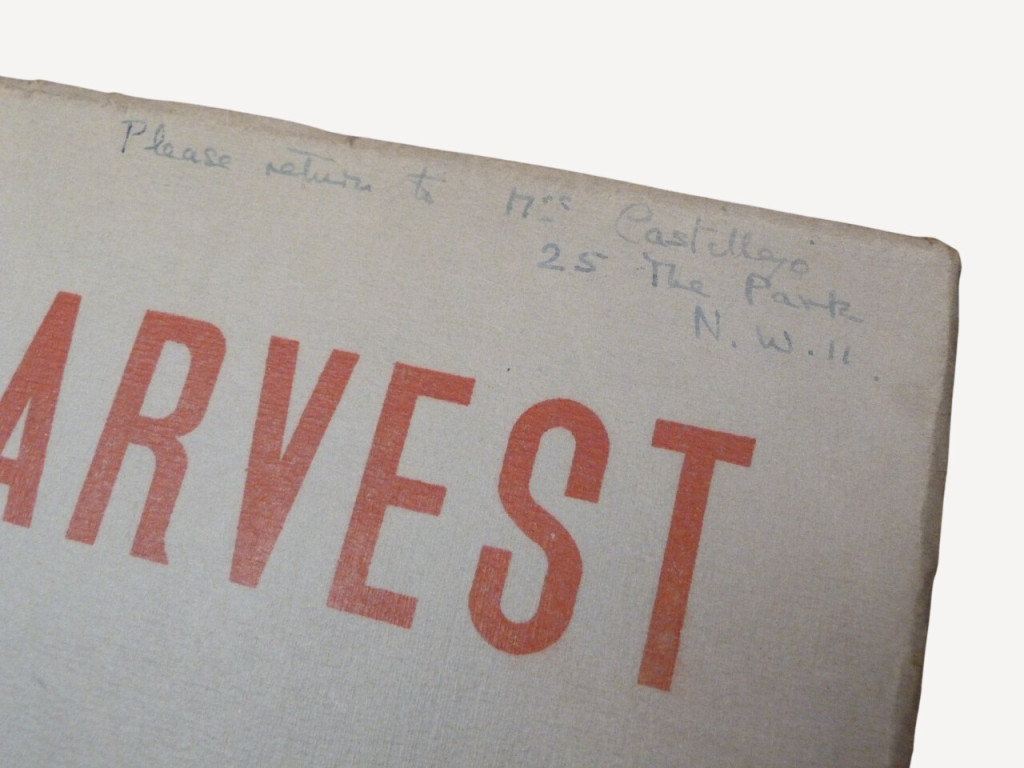 Please return to Mrs Castillejo
25 The Park
N.W.11.
ARVEST